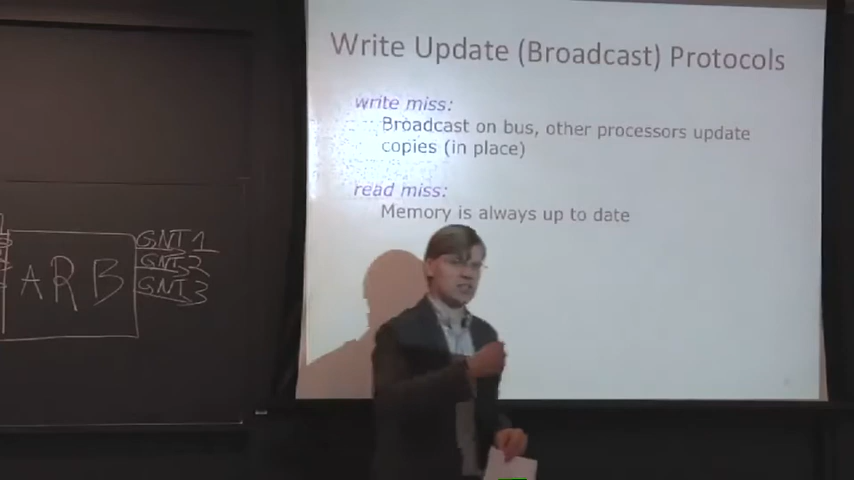 Write Update (Broadcast) Protocols
write miss:
Broadcast on bus, other processors update
copies (in place)
read miss:
Memory is always up to date
ARB
GNT 1
GNT 2
GNT 3